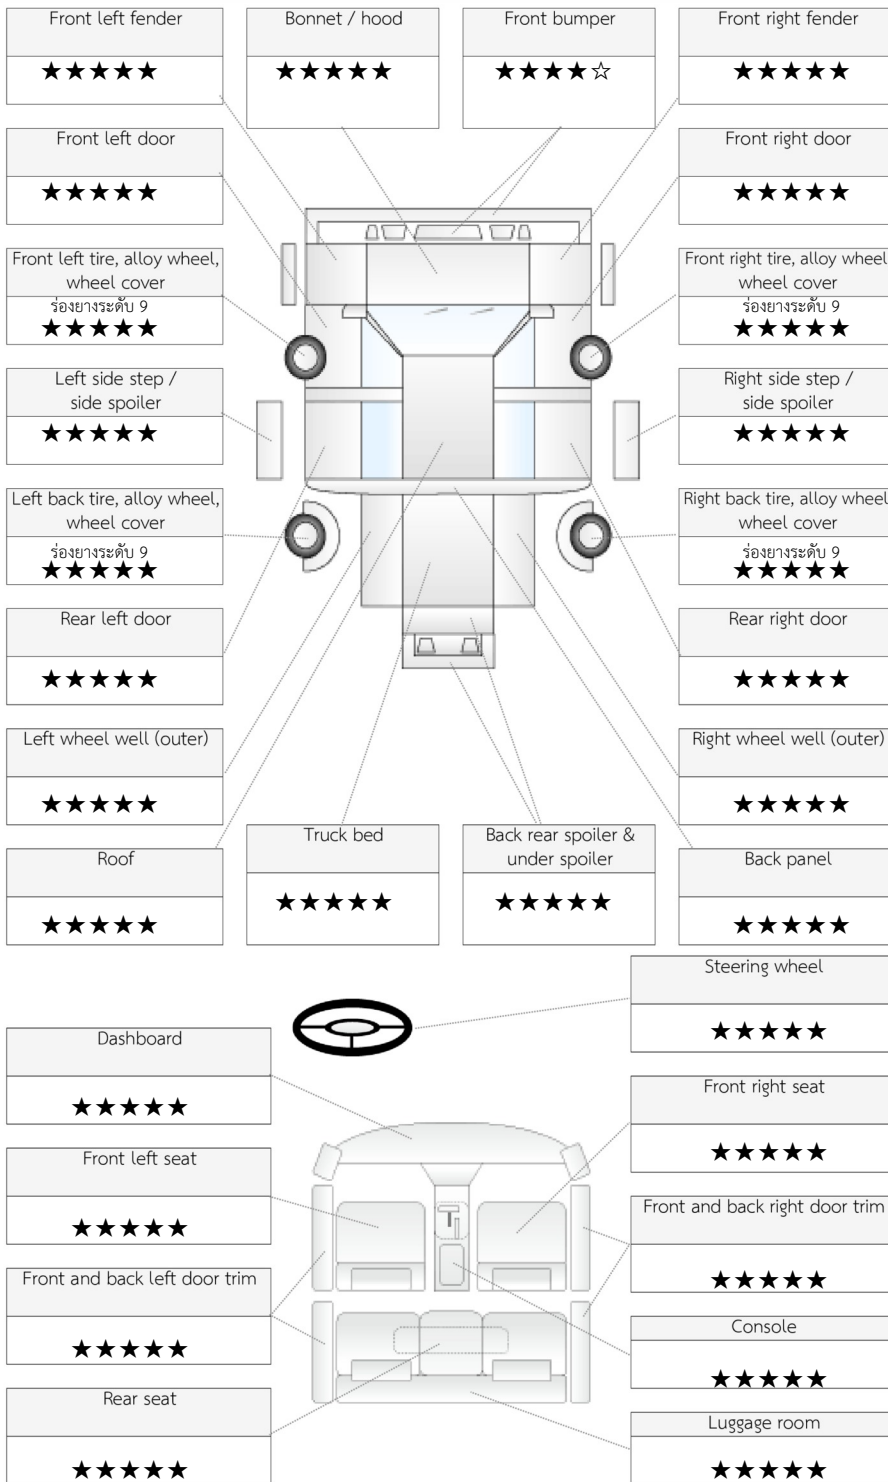 Front left fender
★★★★★
Bonnet / hood
★★★★★
Front bumper
★★★★☆
Front right fender
★★★★★
Front left door
★★★★★
Front right door
★★★★★
Front left tire, alloy wheel,
wheel cover
ร่องยางระดับ 9
★★★★★
Front right tire, alloy wheel
wheel cover
ร่องยางระดับ 9
★★★★★
Left side step /
side spoiler
★★★★★
Right side step /
side spoiler
★★★★★
Left back tire, alloy wheel,
wheel cover
ร่องยางระดับ 9
★★★★★
Right back tire, alloy wheel
wheel cover
ร่องยางระดับ 9
★★★★★
Rear left door
★★★★★
Rear right door
★★★★★
Left wheel well (outer)
★★★★★
Right wheel well (outer)
★★★★★
Roof
★★★★★
Truck bed
★★★★★
Back rear spoiler &
under spoiler
★★★★★
Back panel
★★★★★
Steering wheel
★★★★★
Dashboard
★★★★★
Front right seat
★★★★★
Front left seat
★★★★★
Front and back right door trim
★★★★★
Front and back left door trim
★★★★★
Console
★★★★★
Rear seat
★★★★★
Luggage room
★★★★★